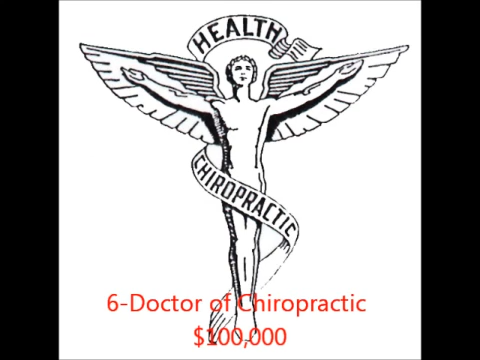 HEALTH
CHIROPRACTIC
6-Doctor of Chiropractic
$100,000